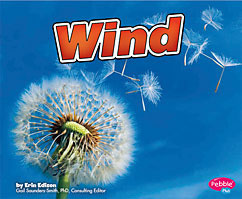 Wind
by Erin Edison
Gail Saunders-Smith, PhD, Consulting Editor
Pebble
Plus